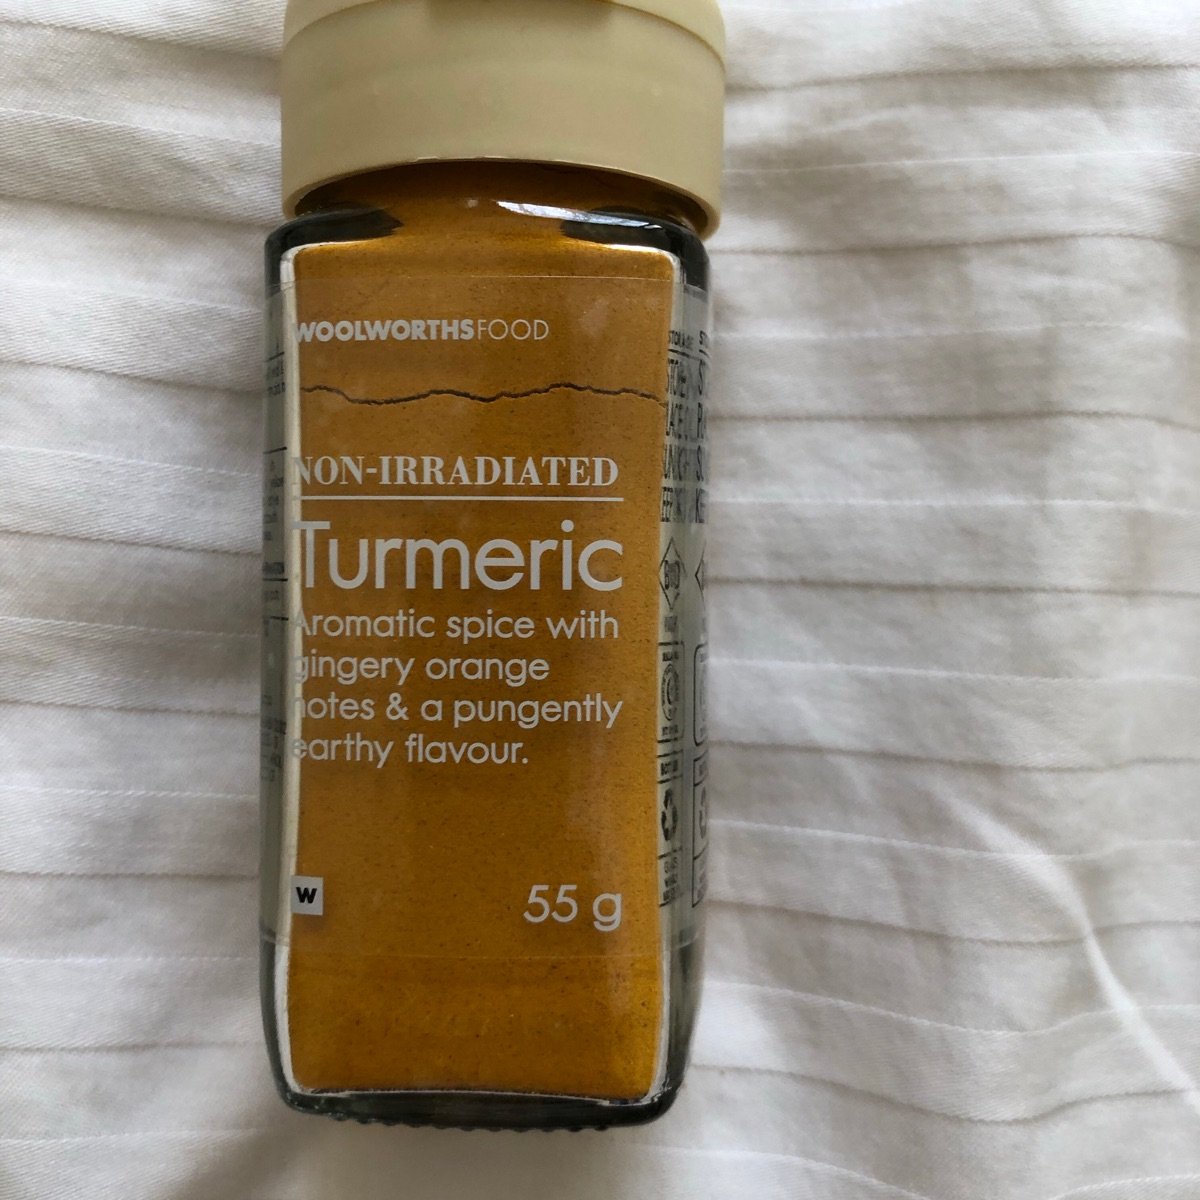 WOOLWORTHSFOOD
NON-IRRADIATED
Turmeric
Aromatic spice with
gingery orange
notes & a pungently
earthy flavour.
W
55 g